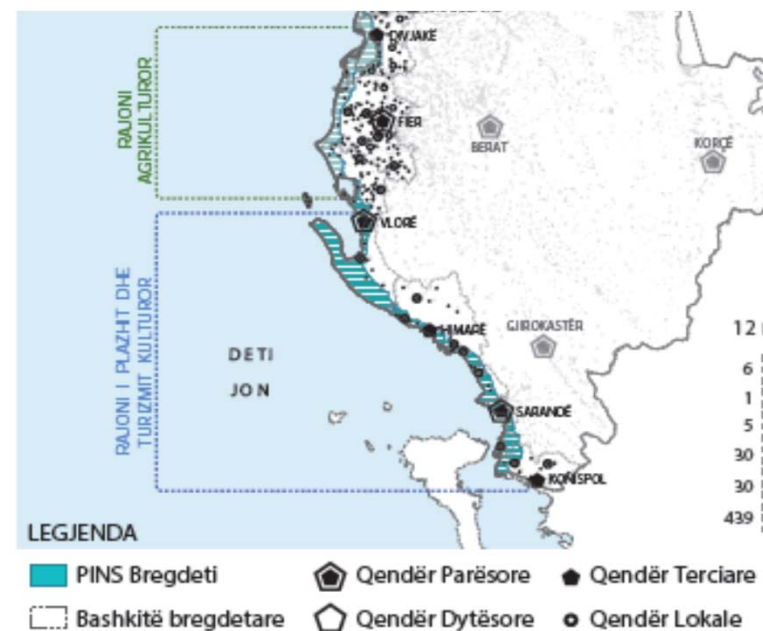 DIVJAKË
RAJONI
AGRIKULTUROR
FIER
BERAT
KORÇË
VLORË
RAJONI I PLAZHIT DHE
TURIZMIT KULTUROR
HIMARË
GJIROKASTËR
DETI
JON
SARANDË
KONISPOL
12
6
1
5
30
30
439
LEGJENDA
PINS Bregdeti
Qendër Parësore
Qendër Terciare
Bashkitë bregdetare
Qendër Dytësore
Qendër Lokale